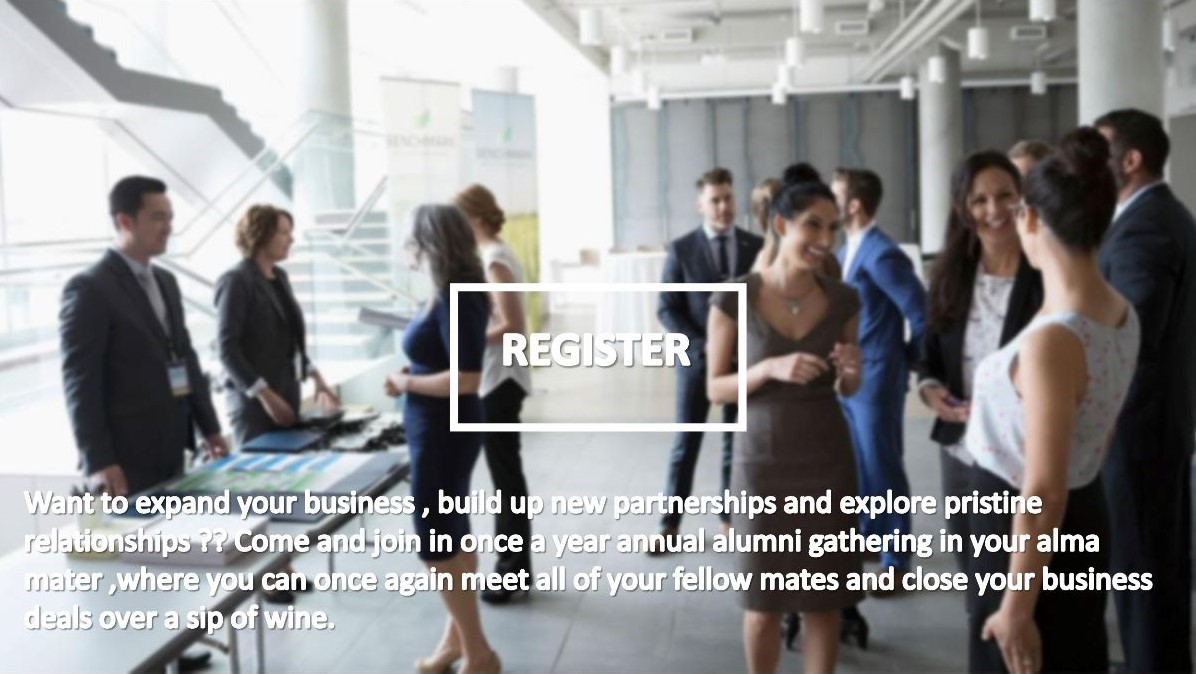 REGISTER
Want to expand your business , build up new partnerships and explore pristine
relationships ?? Come and join in once a year annual alumni gathering in your alma
mater ,where you can once again meet all of your fellow mates and close your business
deals over a sip of wine.